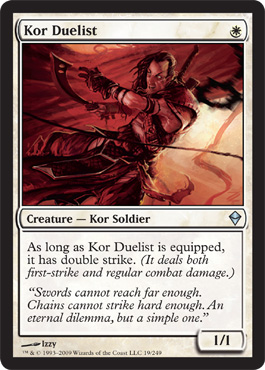 Kor Duelist
Creature — Kor Soldier
As long as Kor Duelist is equipped,
it has double strike. (It deals both
first-strike and regular combat damage.)
“Swords cannot reach far enough.
Chains cannot strike hard enough. An
eternal dilemma, but a simple one.”
Izzy
1/1
™ & © 1993–2009 Wizards of the Coast LLC 19/249